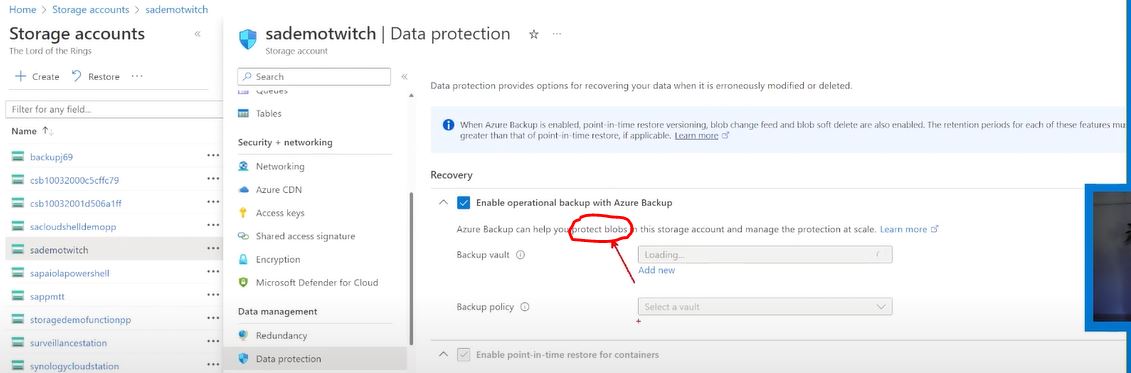 Home > Storage accounts > sademotwitch
Storage accounts
The Lord of the Rings
Create Restore ...
Filter for any field...
Name
backupj69
csb10032000c5cffc79
csb10032001d506a1ff
sacloudshelldemopp
sademotwitch
sapaiolapowershell
sappmtt
storagedemofunctionpp
surveillancestation
synologycloudstation
sademotwitch | Data protection
Storage account
Search
Queues
Tables
Security + networking
Networking
Azure CDN
Access keys
Shared access signature
Encryption
Microsoft Defender for Cloud
Data management
Redundancy
Data protection
Data protection provides options for recovering your data when it is erroneously modified or deleted.
When Azure Backup is enabled, point-in-time restore versioning, blob change feed and blob soft delete are also enabled. The retention periods for each of these features mu
greater than that of point-in-time restore, if applicable. Learn more
Recovery
Enable operational backup with Azure Backup
Azure Backup can help you protect blobs in this storage account and manage the protection at scale. Learn more
Backup vault
Loading...
Add new
Backup policy
Select a vault
Enable point-in-time restore for containers